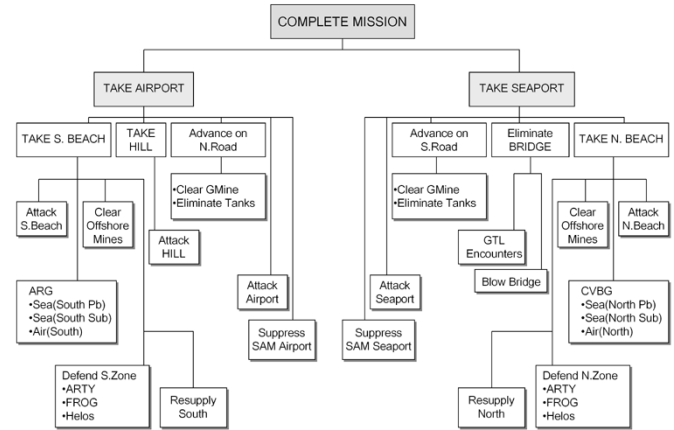 COMPLETE MISSION
TAKE AIRPORT
TAKE SEAPORT
TAKE S. BEACH
TAKE
HILL
Advance on
N.Road
Advance on
S.Road
Eliminate
BRIDGE
TAKE N. BEACH
•Clear GMine
•Eliminate Tanks
•Clear GMine
•Eliminate Tanks
Attack
S.Beach
Clear
Offshore
Mines
Attack
HILL
GTL
Encounters
Clear
Offshore
Mines
Attack
N.Beach
Attack
Airport
Attack
Seaport
Blow Bridge
ARG
•Sea(South Pb)
•Sea(South Sub)
•Air(South)
CVBG
•Sea(North Pb)
•Sea(North Sub)
•Air(North)
Suppress
SAM Airport
Suppress
SAM Seaport
Defend S.Zone
•ARTY
•FROG
•Helos
Resupply
South
Resupply
North
Defend N.Zone
•ARTY
•FROG
•Helos